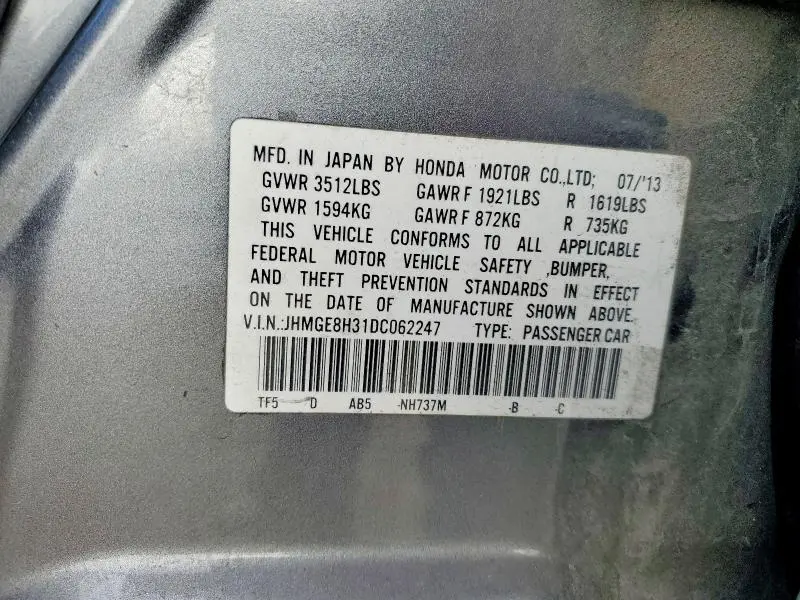 MFD. IN JAPAN BY HONDA MOTOR CO.,LTD; 07/'13
GVWR 3512LBS GAWR F 1921LBS R 1619LBS
GVWR 1594KG GAWR F 872KG R 735KG
THIS VEHICLE CONFORMS TO ALL APPLICABLE
FEDERAL MOTOR VEHICLE SAFETY ,BUMPER,
AND THEFT PREVENTION STANDARDS IN EFFECT
ON THE DATE OF MANUFACTURE SHOWN ABOVE.
V.I.N.:JHMGE8H31DC062247 TYPE: PASSENGER CAR
TF5 D AB5 -NH737M -B -C